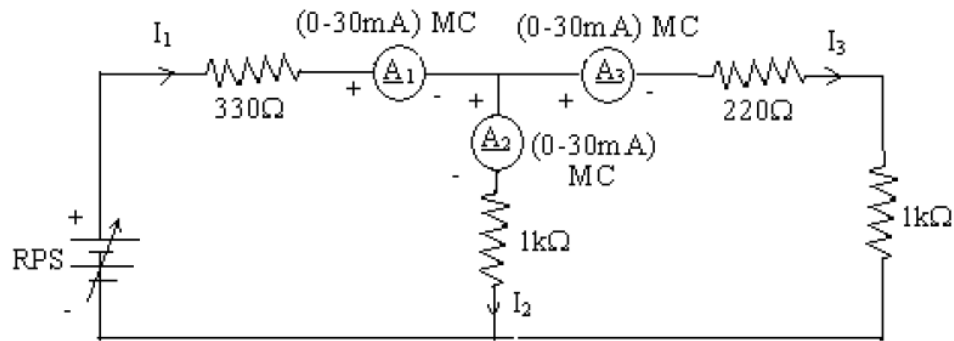 (0-30mA) MC (0-30mA) MC
I1 I3
+ A1 - + A3 -
330Ω 220Ω
+
A2 (0-30mA)
MC
-
+
RPS
-
1kΩ 1kΩ
I2